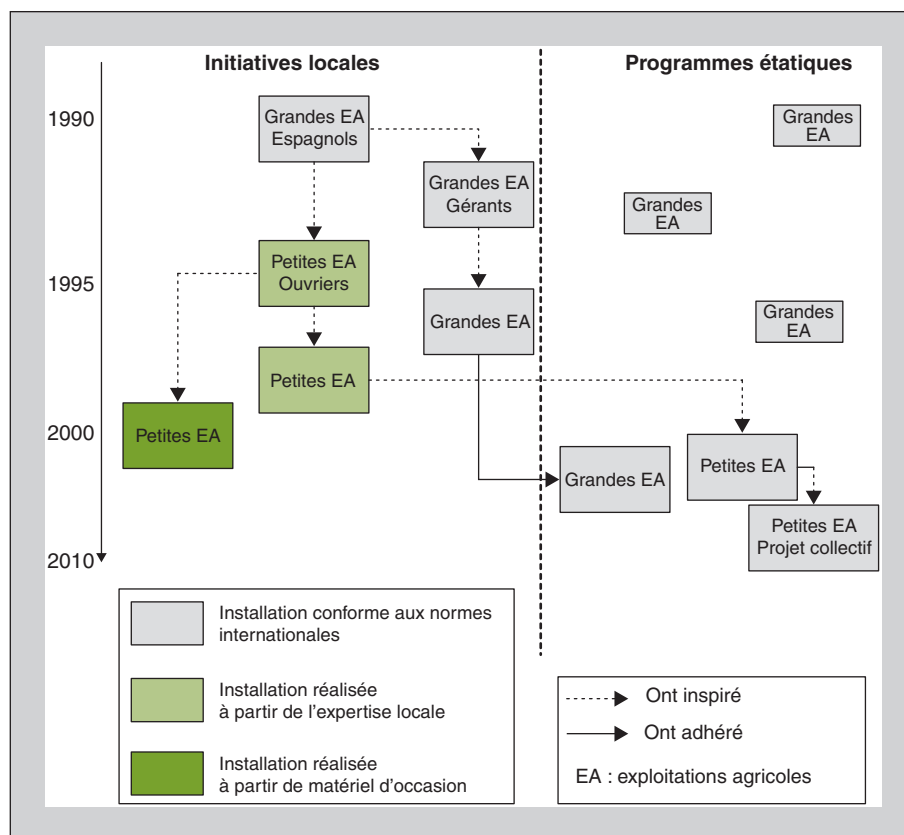 Initiatives locales
Programmes étatiques
1990
1995
2000
2010
Grandes EA
Espagnols
Grandes EA
Gérants
Petites EA
Ouvriers
Grandes EA
Petites EA
Petites EA
Grandes
EA
Grandes
EA
Grandes
EA
Grandes EA
Petites EA
Petites EA
Projet collectif
Installation conforme aux normes
internationales
Installation réalisée
à partir de l'expertise locale
Installation réalisée
à partir de matériel d'occasion
Ont inspiré
Ont adhéré
EA : exploitations agricoles